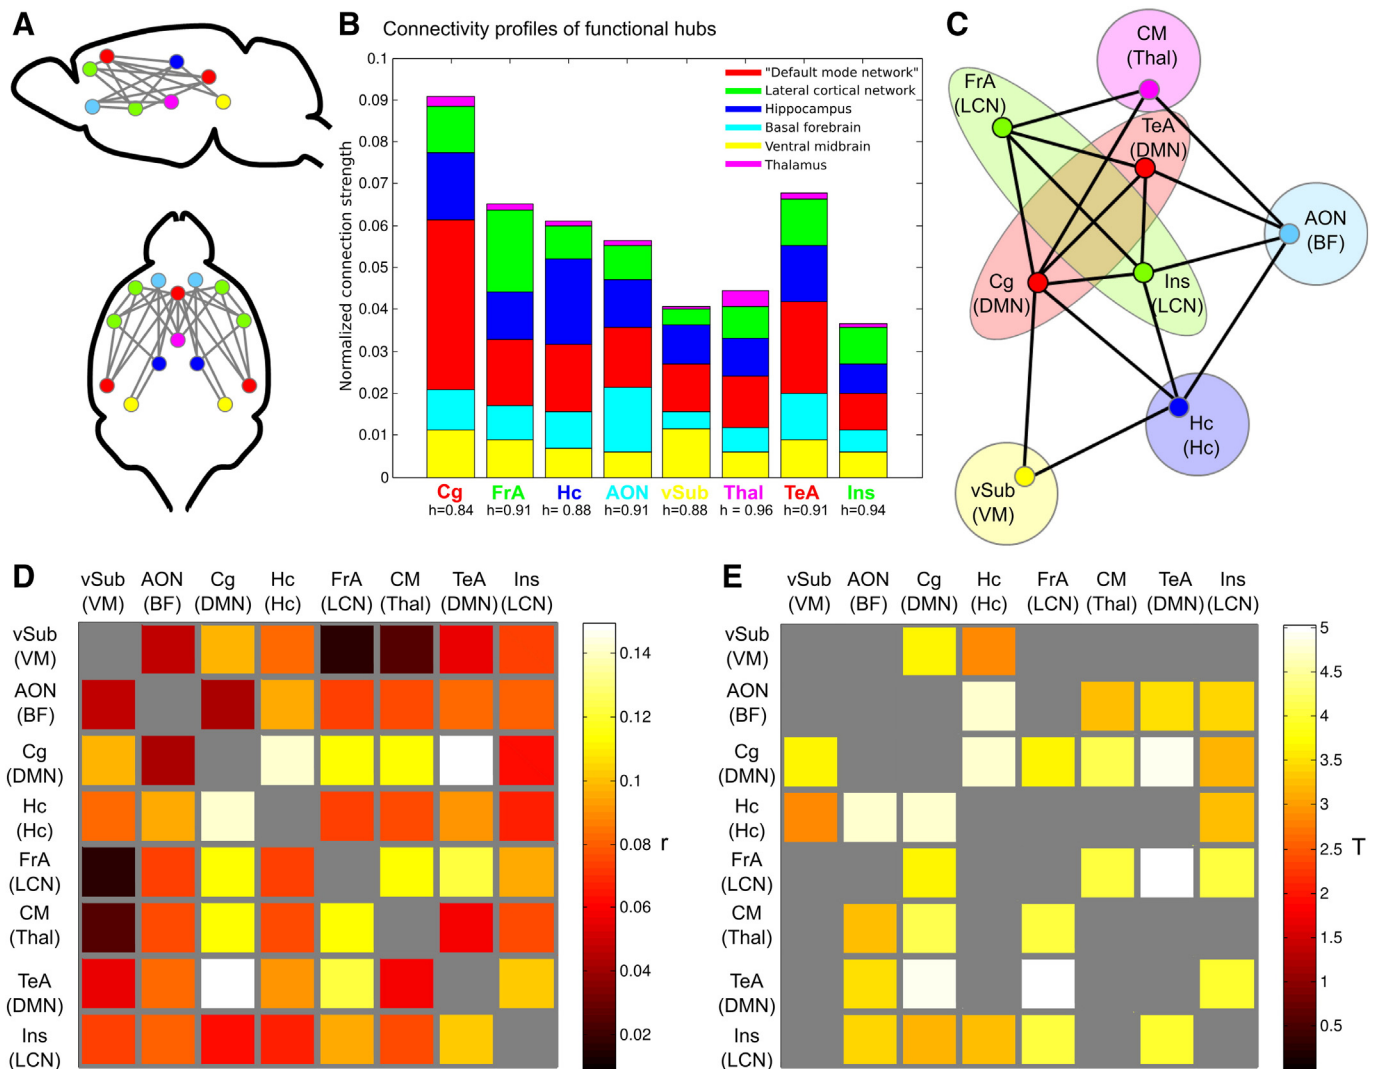 A
B Connectivity profiles of functional hubs
0.1
0.09
0.08
0.07
0.06
0.05
0.04
0.03
0.02
0.01
0
Normalized connection strength
"Default mode network"
Lateral cortical network
Hippocampus
Basal forebrain
Ventral midbrain
Thalamus
Cg FrA Hc AON vSub Thal TeA Ins
h=0.84 h=0.91 h= 0.88 h=0.91 h=0.88 h = 0.96 h=0.91 h=0.94
C
CM
(Thal)
FrA
(LCN)
TeA
(DMN)
AON
(BF)
Cg
(DMN)
Ins
(LCN)
Hc
(Hc)
vSub
(VM)
D
vSub AON Cg Hc FrA CM TeA Ins
(VM) (BF) (DMN) (Hc) (LCN) (Thal) (DMN) (LCN)
vSub
(VM)
AON
(BF)
Cg
(DMN)
Hc
(Hc)
FrA
(LCN)
CM
(Thal)
TeA
(DMN)
Ins
(LCN)
0.14
0.12
0.1
0.08
0.06
0.04
0.02
r
E
vSub AON Cg Hc FrA CM TeA Ins
(VM) (BF) (DMN) (Hc) (LCN) (Thal) (DMN) (LCN)
vSub
(VM)
AON
(BF)
Cg
(DMN)
Hc
(Hc)
FrA
(LCN)
CM
(Thal)
TeA
(DMN)
Ins
(LCN)
5
4.5
4
3.5
3
2.5
2
1.5
1
0.5
T